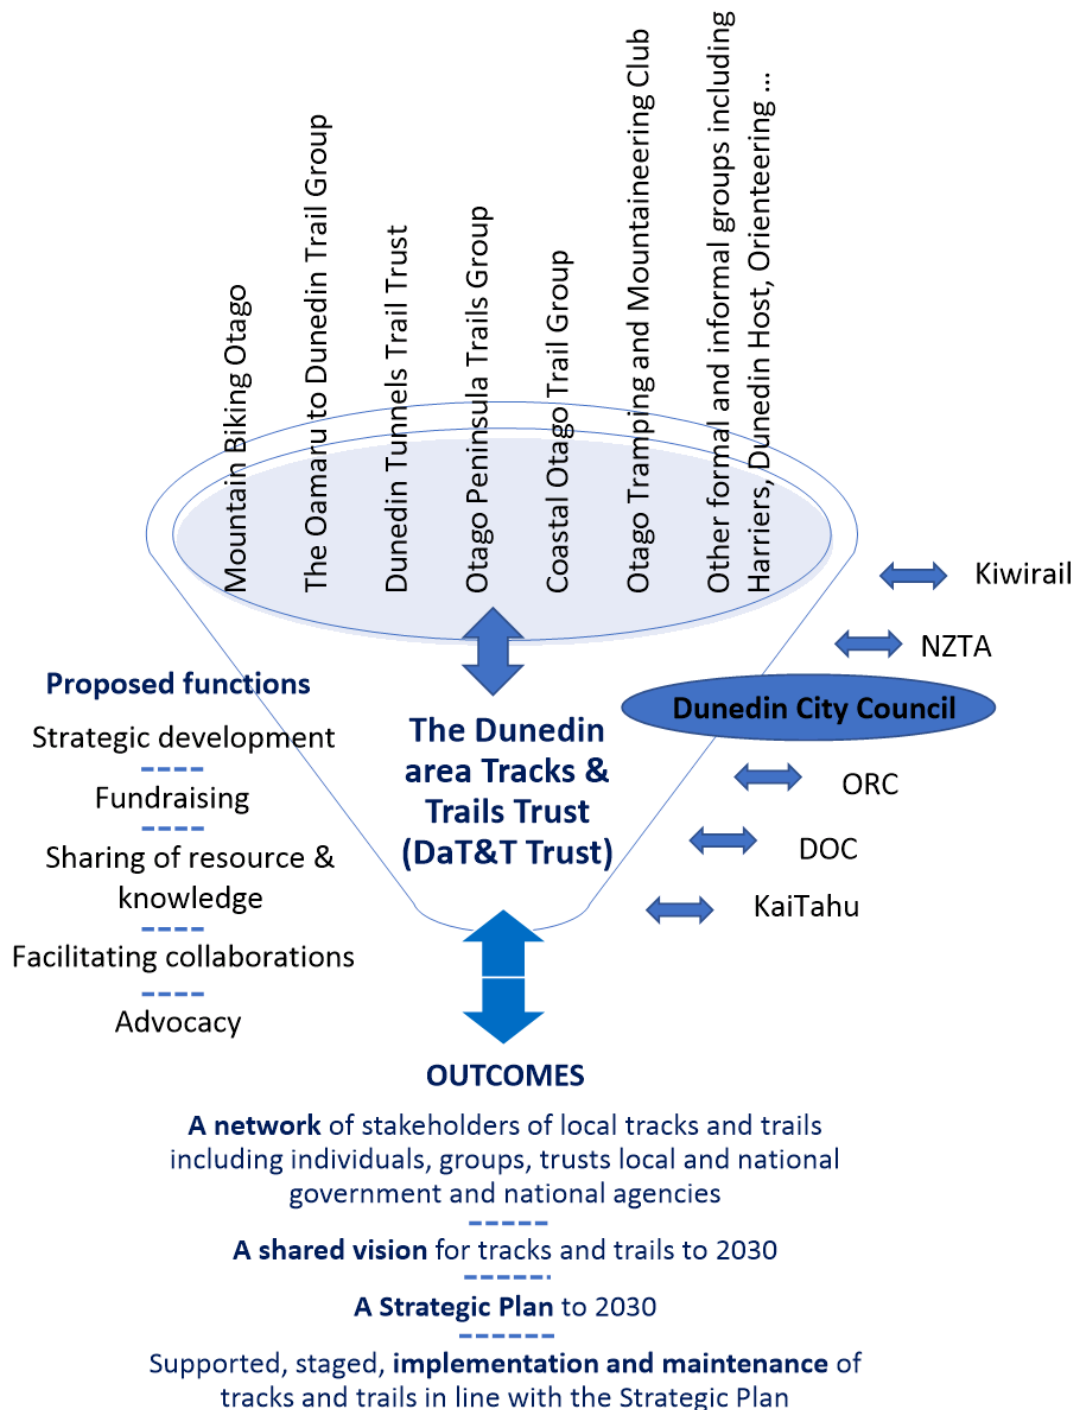 Mountain Biking Otago
The Oamaru to Dunedin Trail Group
Dunedin Tunnels Trail Trust
Otago Peninsula Trails Group
Coastal Otago Trail Group
Otago Tramping and Mountaineering Club
Other formal and informal groups including
Harriers, Dunedin Host, Orienteering ...
Kiwirail
NZTA
Dunedin City Council
ORC
DOC
KaiTahu
Proposed functions
Strategic development
Fundraising
Sharing of resource &
knowledge
Facilitating collaborations
Advocacy
The Dunedin
area Tracks &
Trails Trust
(DaT&T Trust)
OUTCOMES
A network of stakeholders of local tracks and trails
including individuals, groups, trusts local and national
government and national agencies
A shared vision for tracks and trails to 2030
A Strategic Plan to 2030
Supported, staged, implementation and maintenance of
tracks and trails in line with the Strategic Plan